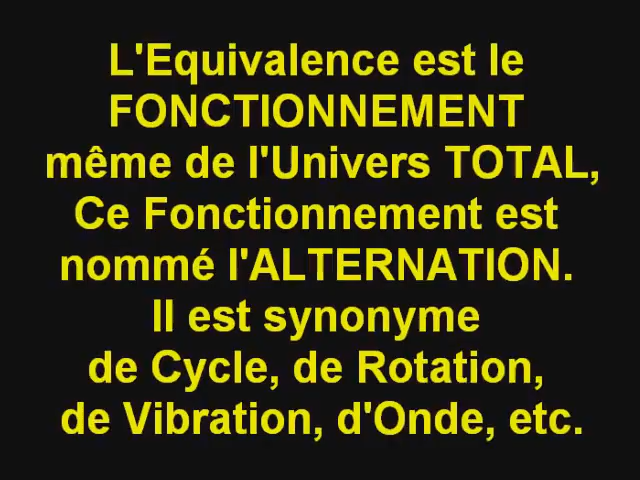 L'Equivalence est le
FONCTIONNEMENT
même de l'Univers TOTAL,
Ce Fonctionnement est
nommé l'ALTERNATION.
Il est synonyme
de Cycle, de Rotation,
de Vibration, d'Onde, etc.